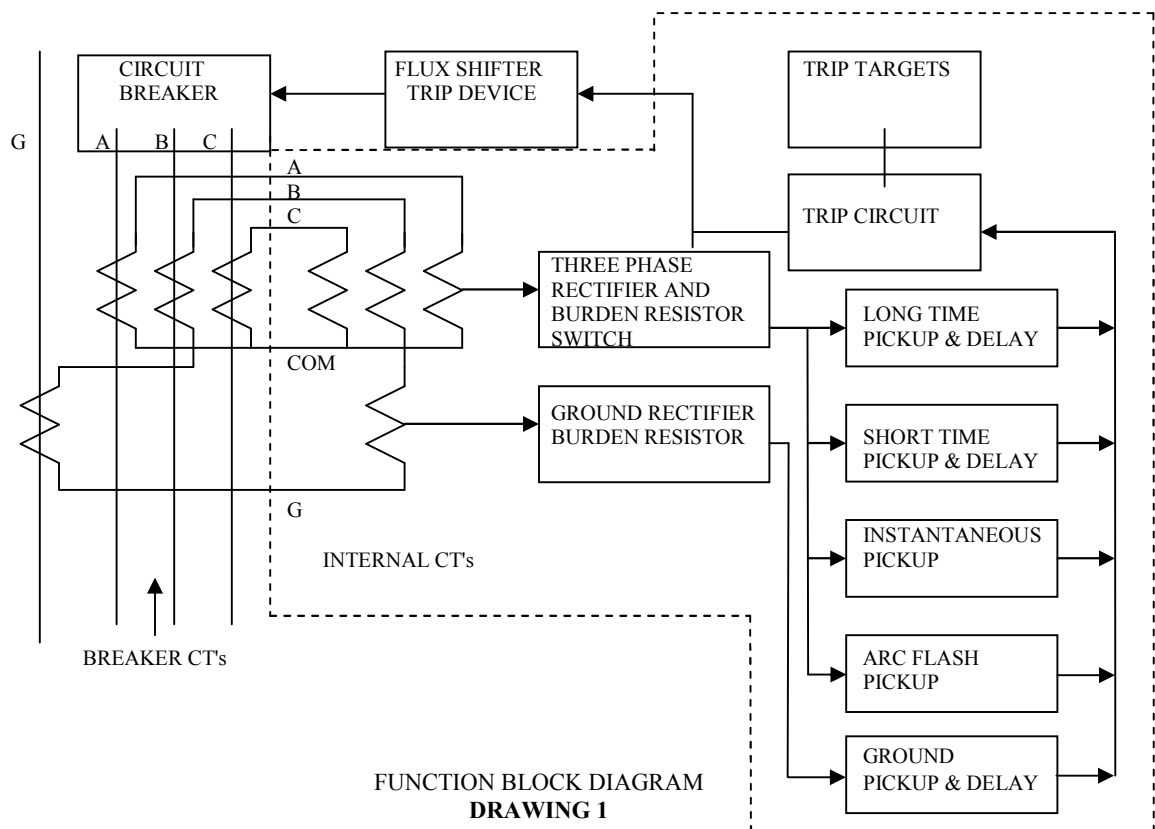 CIRCUIT
BREAKER
FLUX SHIFTER
TRIP DEVICE
TRIP TARGETS
G
A
B
C
A
B
C
TRIP CIRCUIT
THREE PHASE
RECTIFIER AND
BURDEN RESISTOR
SWITCH
LONG TIME
PICKUP & DELAY
COM
GROUND RECTIFIER
BURDEN RESISTOR
SHORT TIME
PICKUP & DELAY
G
INTERNAL CT's
INSTANTANEOUS
PICKUP
BREAKER CT's
ARC FLASH
PICKUP
GROUND
PICKUP & DELAY
FUNCTION BLOCK DIAGRAM
DRAWING 1